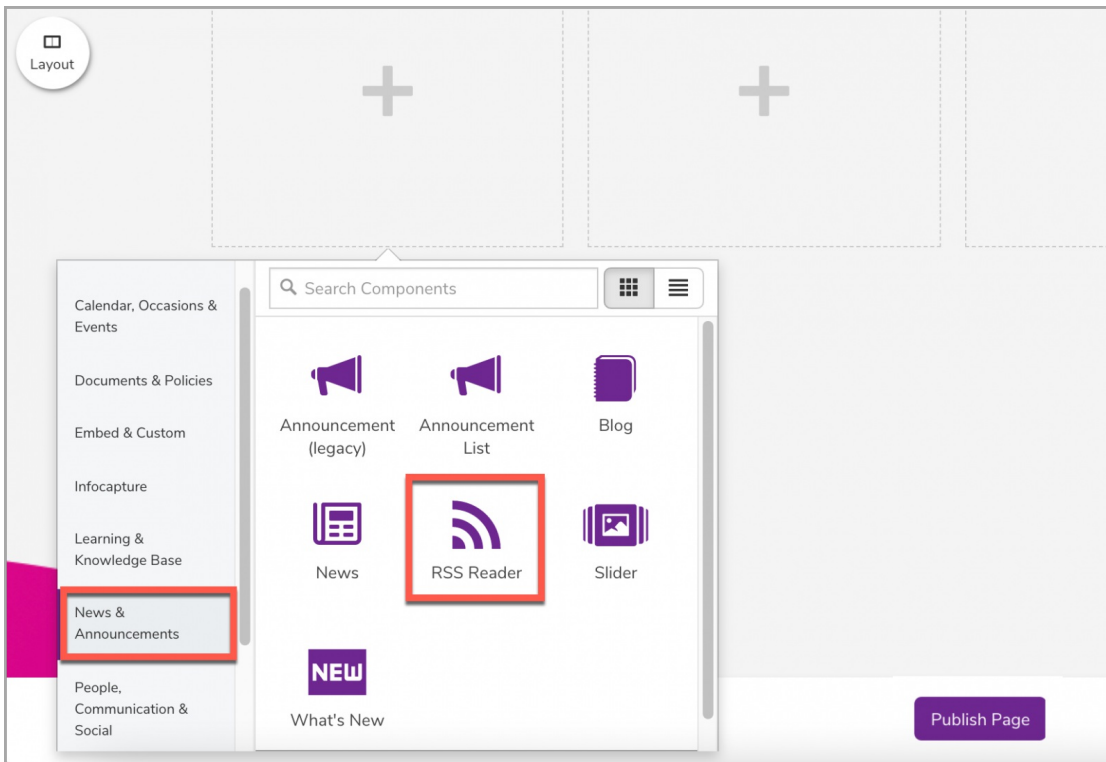 Layout
Calendar, Occasions &
Events
Documents & Policies
Embed & Custom
Infocapture
Learning &
Knowledge Base
News &
Announcements
People,
Communication &
Social
Search Components
Announcement
(legacy)
Announcement
List
Blog
News
RSS Reader
Slider
NEW
What's New
Publish Page